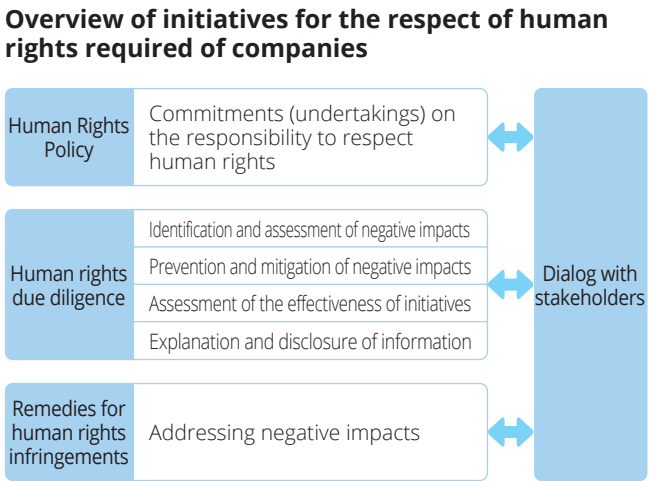 Overview of initiatives for the respect of human
rights required of companies
Human Rights
Policy
Commitments (undertakings) on
the responsibility to respect
human rights
Human rights
due diligence
Identification and assessment of negative impacts
Prevention and mitigation of negative impacts
Assessment of the effectiveness of initiatives
Explanation and disclosure of information
Remedies for
human rights
infringements
Addressing negative impacts
Dialog with
stakeholders